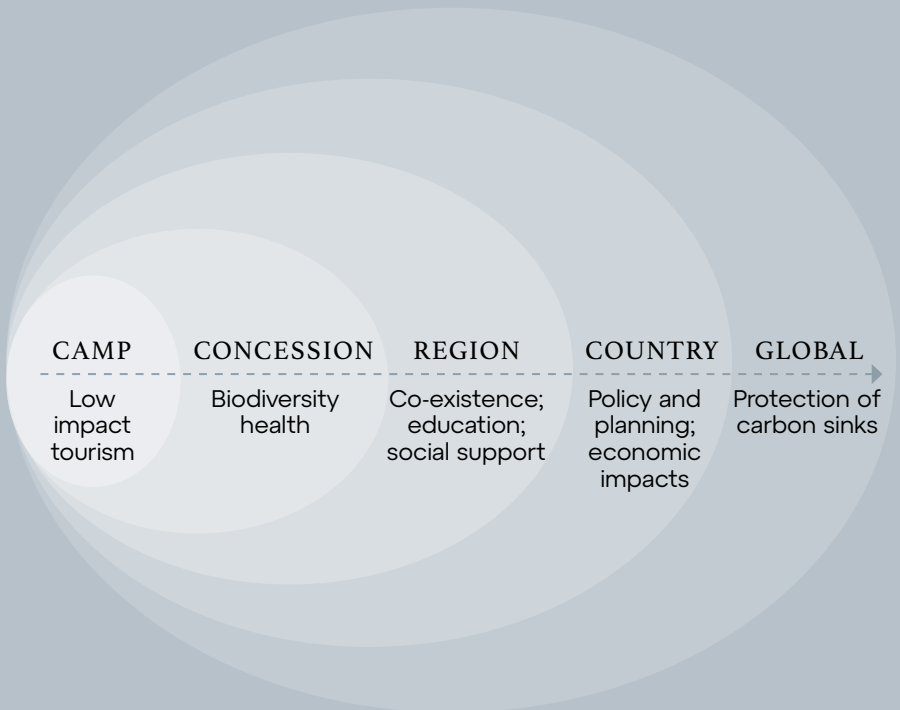 CAMP
Low
impact
tourism
CONCESSION
Biodiversity
health
REGION
Co-existence;
education;
social support
COUNTRY
Policy and
planning;
economic
impacts
GLOBAL
Protection of
carbon sinks